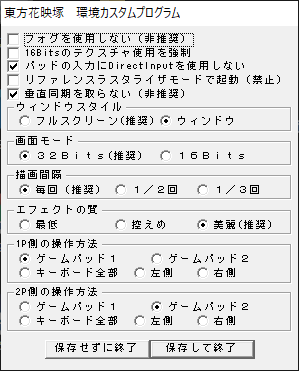 東方花映塚　環境カスタムプログラム
フォグを使用しない（非推奨）
16Bitsのテクスチャ使用を強制
パッドの入力にDirectInputを使用しない
リファレンスラスタライザモードで起動（禁止）
垂直同期を取らない（非推奨）
ウィンドウスタイル
フルスクリーン(推奨) ウィンドウ
画面モード
３２Ｂｉｔｓ(推奨) １６Ｂｉｔｓ
描画間隔
毎回（推奨） １／２回 １／３回
エフェクトの質
最低 控えめ 美麗(推奨)
1P側の操作方法
ゲームパッド１ ゲームパッド２
キーボード全部 左側 右側
2P側の操作方法
ゲームパッド１ ゲームパッド２
キーボード全部 左側 右側
保存せずに終了 保存して終了